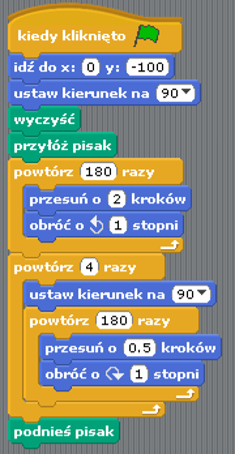 kiedy kliknięto
idź do x: 0 y: -100
ustaw kierunek na 90
wyczyść
przyłóż pisak
powtórz 180 razy
przesuń o 2 kroków
obróć o 1 stopni
powtórz 4 razy
ustaw kierunek na 90
powtórz 180 razy
przesuń o 0.5 kroków
obróć o 1 stopni
podnieś pisak